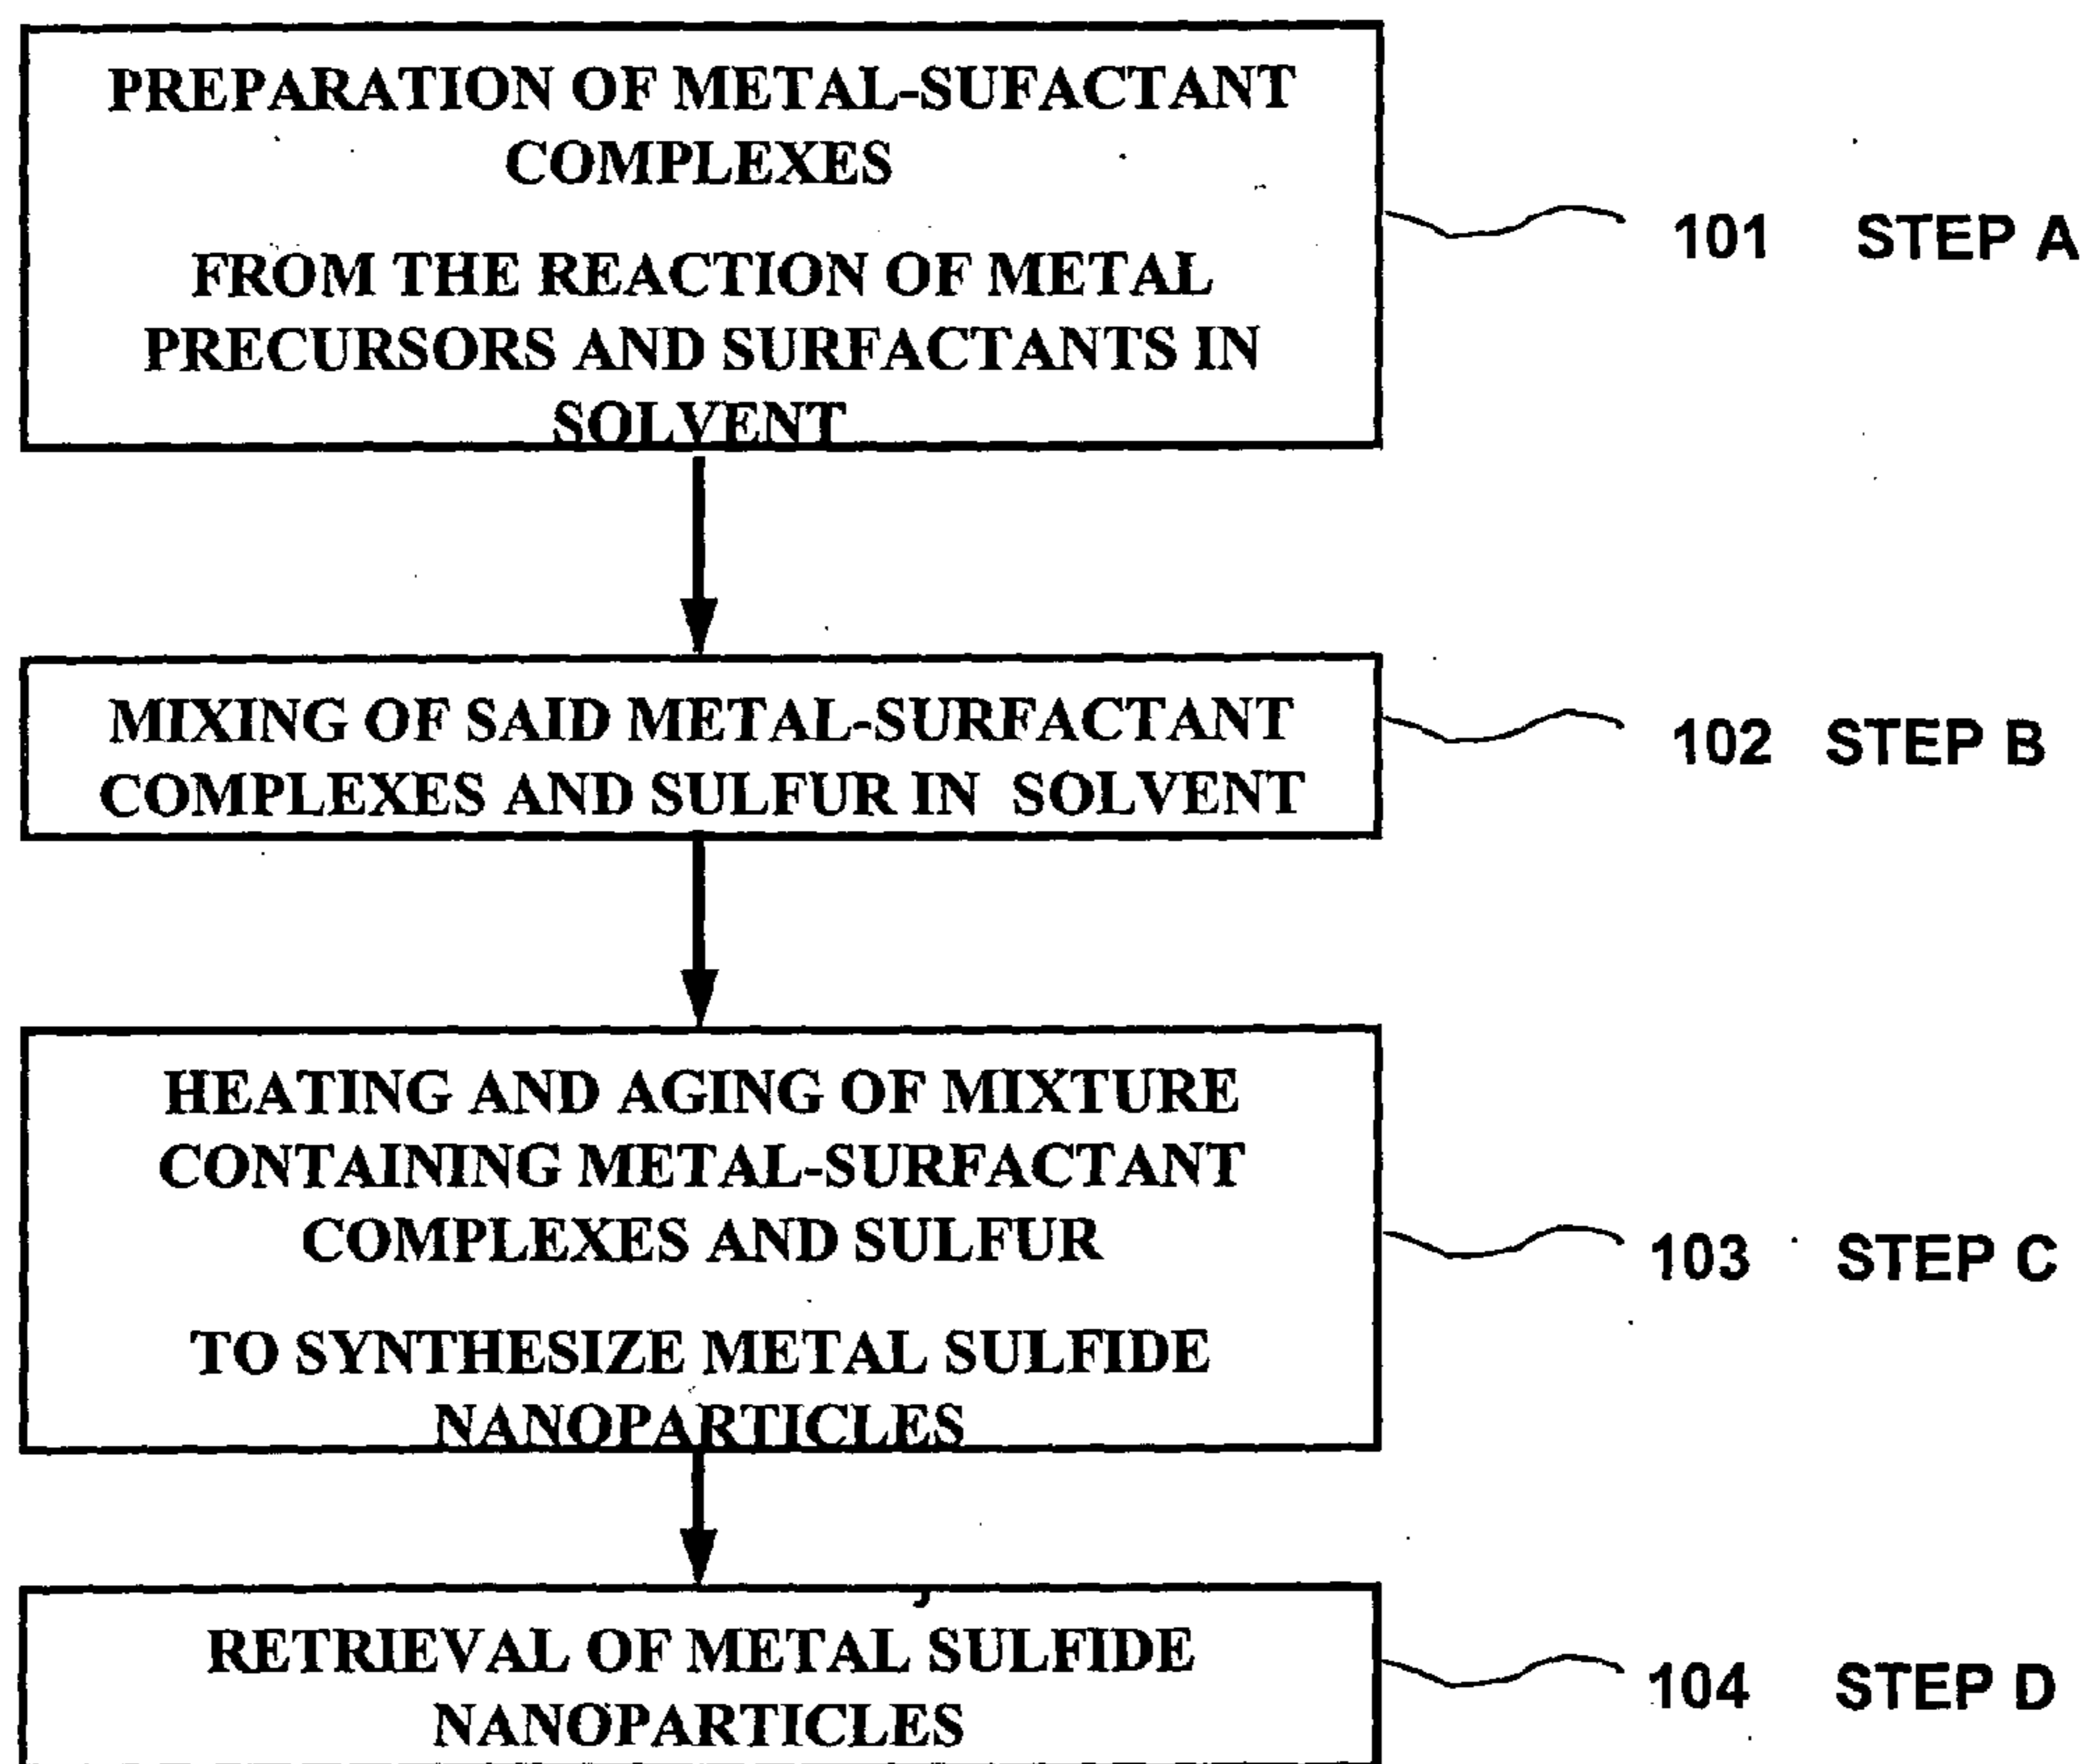 PREPARATION OF METAL-SUFACTANT
COMPLEXES
FROM THE REACTION OF METAL
PRECURSORS AND SURFACTANTS IN
SOLVENT
101 STEP A
MIXING OF SAID METAL-SURFACTANT
COMPLEXES AND SULFUR IN SOLVENT
102 STEP B
HEATING AND AGING OF MIXTURE
CONTAINING METAL-SURFACTANT
COMPLEXES AND SULFUR
TO SYNTHESIZE METAL SULFIDE
NANOPARTICLES
103 STEP C
RETRIEVAL OF METAL SULFIDE
NANOPARTICLES
104 STEP D